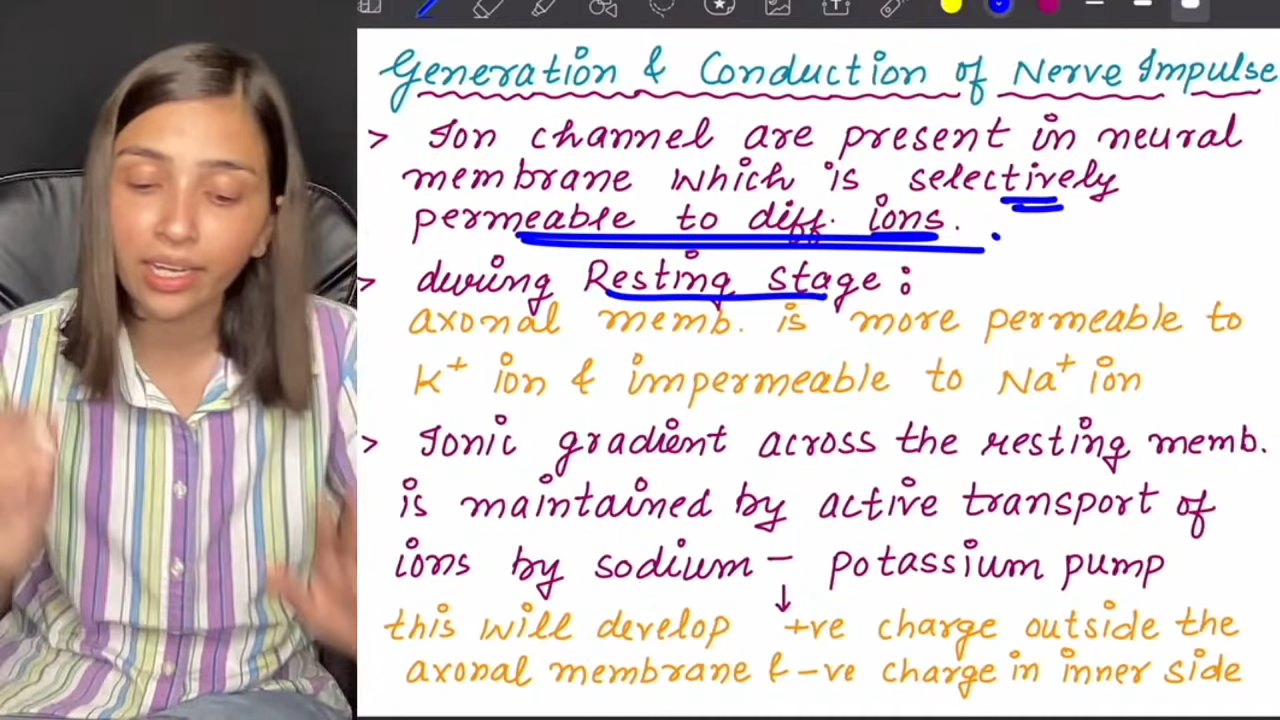 Generation & Conduction of Nerve Impulse
> Ion channel are present in neural
membrane which is selectively
permeable to diff. ions.
> during Resting stage:
axonal memb. is more permeable to
K+ ion & impermeable to Na+ ion
> Ionic gradient across the resting memb.
is maintained by active transport of
ions by sodium – potassium pump
↓
this will develop +ve charge outside the
axonal membrane & -ve charge in inner side